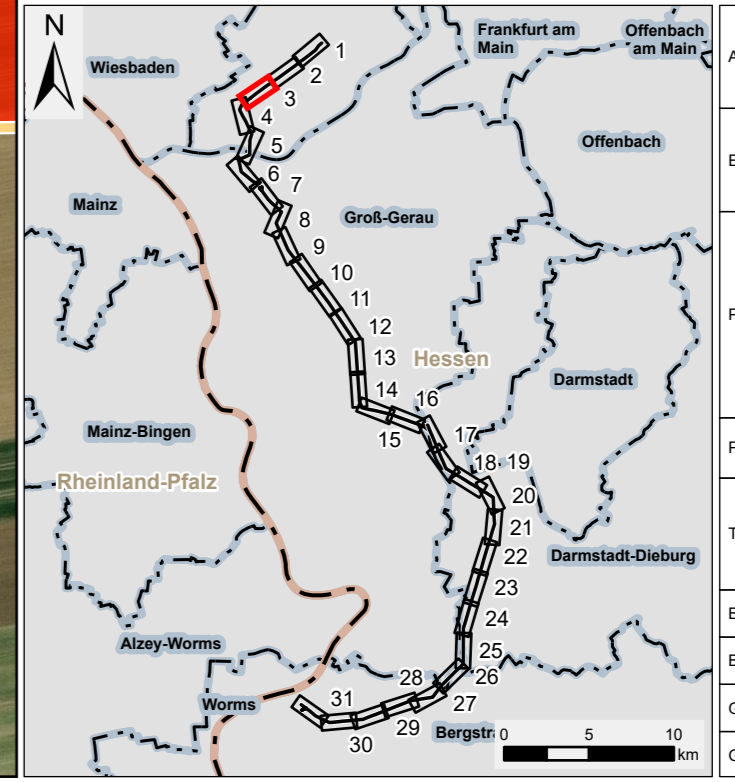 N
Frankfurt am
Main
Offenbach
am Main
Wiesbaden
1
2
3
4
5
Offenbach
6
7
Mainz
8
Groß-Gerau
9
10
11
12
Hessen
13
Darmstadt
14
16
15
Mainz-Bingen
17
Rheinland-Pfalz
18
19
20
21
22
Darmstadt-Dieburg
23
24
Alzey-Worms
25
26
28
27
Worms
31
29
30
Bergstra
0
5
10
km